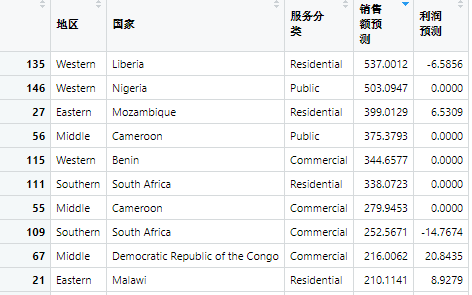 地区 国家 服务分类 销售额预测 利润预测
135 Western Liberia Residential 537.0012 -6.5856
146 Western Nigeria Public 503.0947 0.0000
27 Eastern Mozambique Residential 399.0129 6.5309
56 Middle Cameroon Public 375.3793 0.0000
115 Western Benin Commercial 344.6577 0.0000
111 Southern South Africa Residential 338.0723 0.0000
55 Middle Cameroon Commercial 279.9453 0.0000
109 Southern South Africa Commercial 252.5671 -14.7674
67 Middle Democratic Republic of the Congo Commercial 216.0062 20.8435
21 Eastern Malawi Residential 210.1141 8.9279